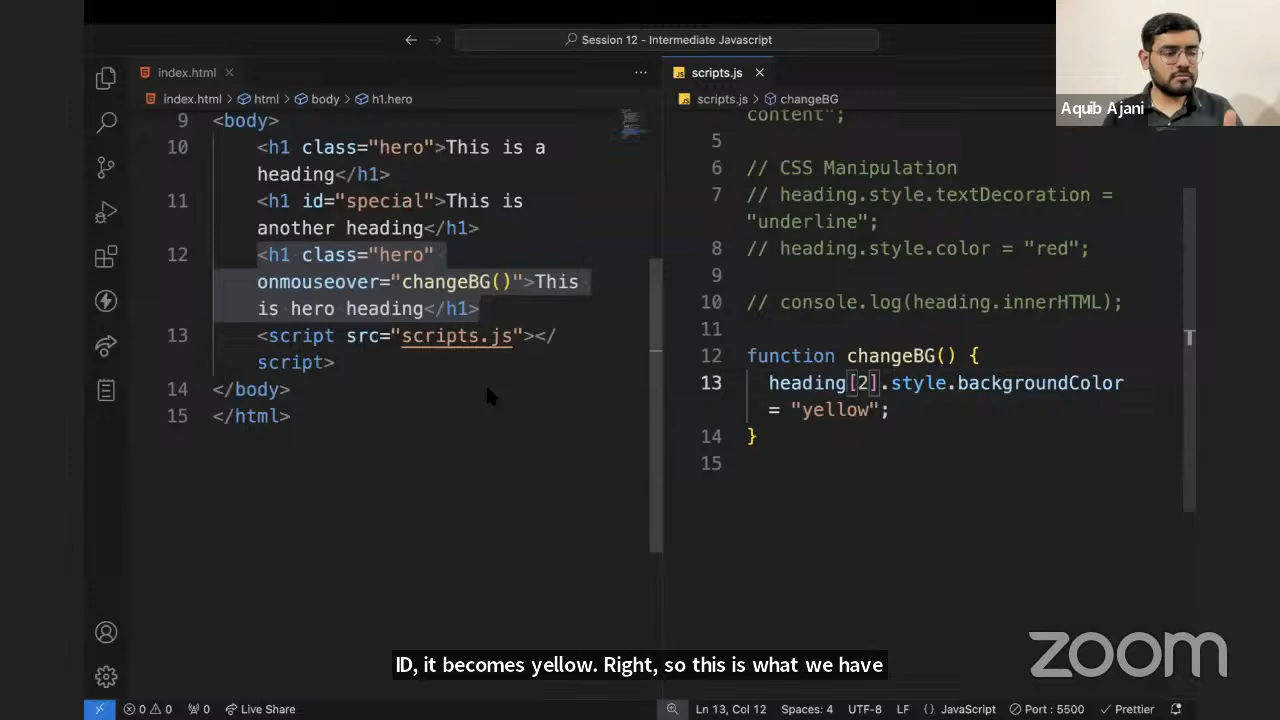 Session 12 - Intermediate Javascript
index.html
index.html > html > body > h1.hero
9 <body>
10 <h1 class="hero">This is a
heading</h1>
11 <h1 id="special">This is
another heading</h1>
12 <h1 class="hero"
onmouseover="changeBG()">This
is hero heading</h1>
13 <script src="scripts.js"></
script>
14 </body>
15 </html>
JS scripts.js
JS scripts.js > changeBG
content";
5
6 // CSS Manipulation
7 // heading.style.textDecoration =
"underline";
8 // heading.style.color = "red";
9
10 // console.log(heading.innerHTML);
11
12 function changeBG() {
13 heading[2].style.backgroundColor
= "yellow";
14 }
15
Aquib Ajani
ID, it becomes yellow. Right, so this is what we have
zoom
0 0 0 Live Share Ln 13, Col 12 Spaces: 4 UTF-8 LF {} JavaScript Port : 5500 Prettier